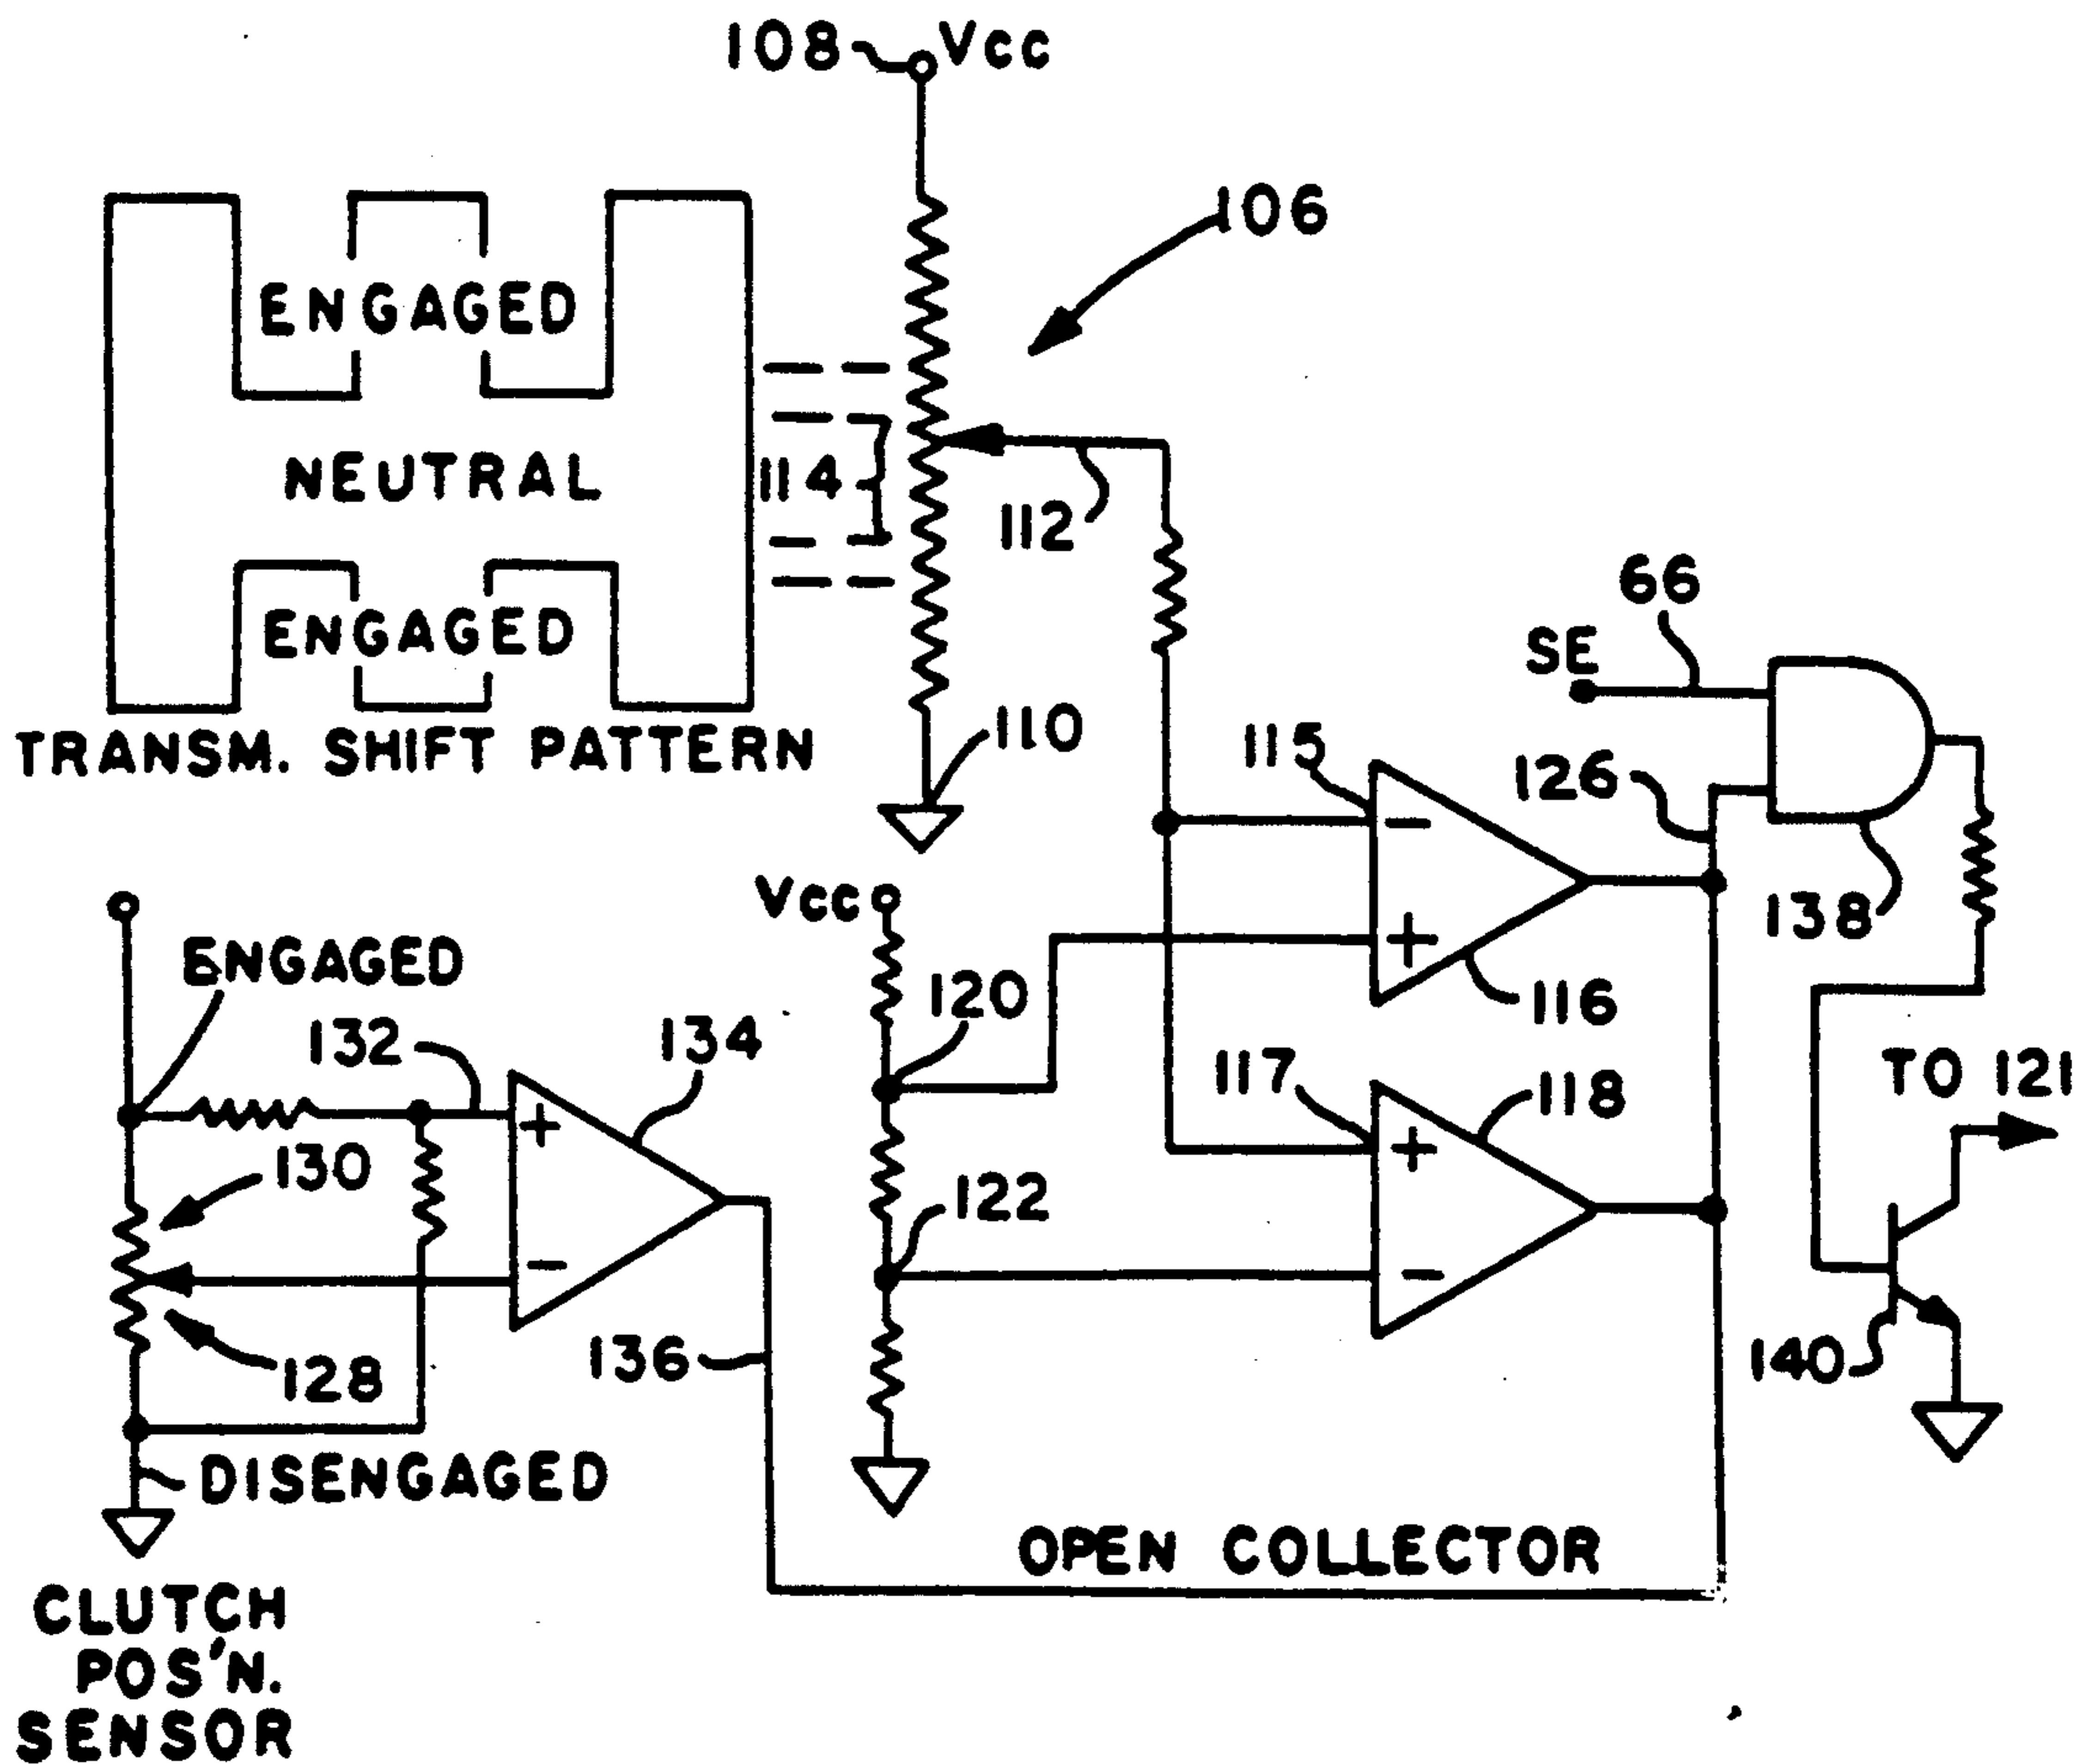 108
Vcc
106
ENGAGED
NEUTRAL
114
112
ENGAGED
TRANSM. SHIFT PATTERN
110
66
SE
115
126
138
Vcc
ENGAGED
120
116
132
134
117
118
TO 121
130
122
128
136
140
DISENGAGED
OPEN COLLECTOR
CLUTCH
POS'N.
SENSOR
- 
+
+
-
+
-